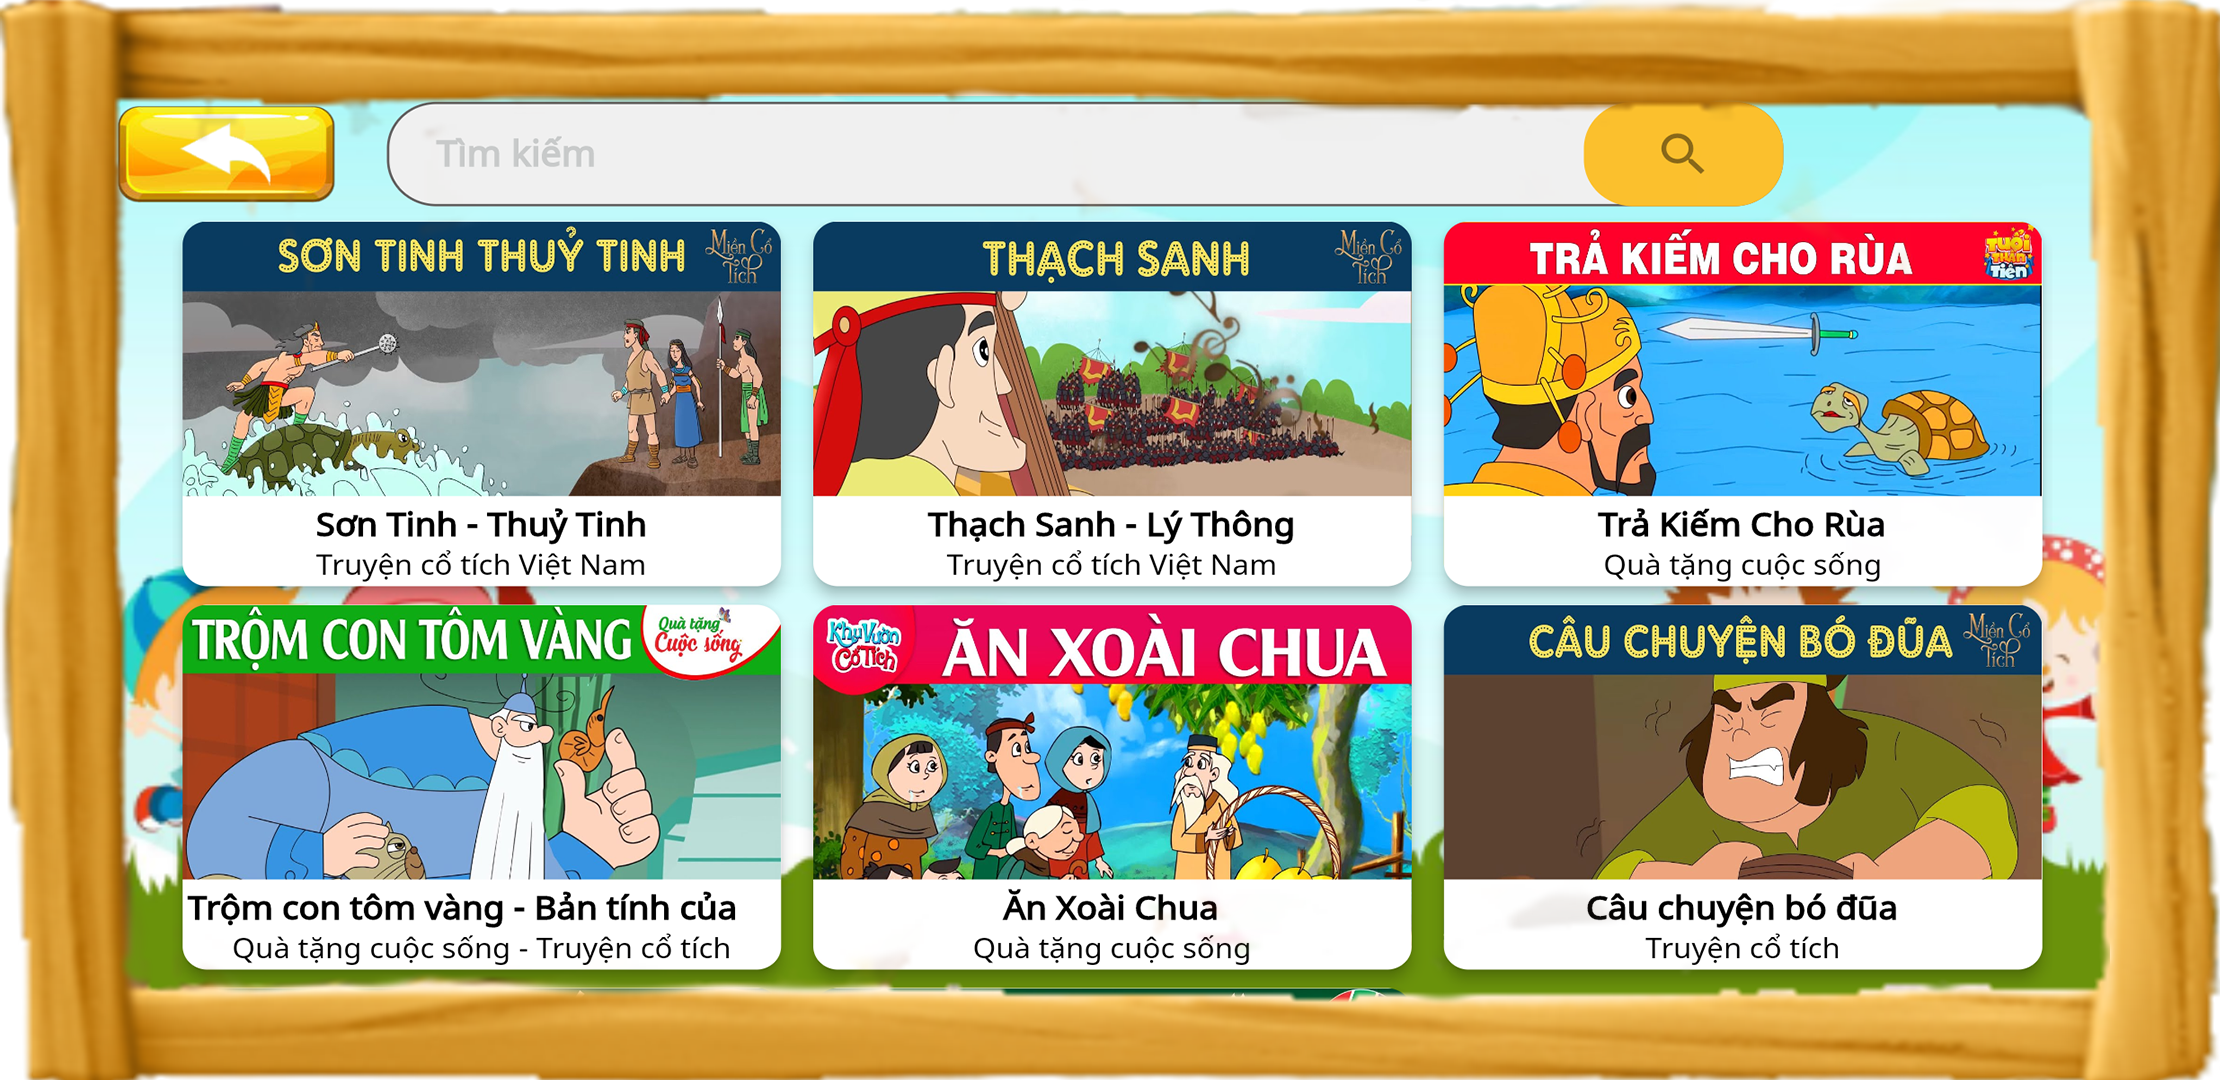 Tìm kiếm
SƠN TINH THUỶ TINH
Miền Cổ
Tích
THẠCH SANH
Miền Cổ
Tích
TRẢ KIẾM CHO RÙA
Tuổi
Thần
Tiên
Sơn Tinh - Thuỷ Tinh
Truyện cổ tích Việt Nam
Thạch Sanh - Lý Thông
Truyện cổ tích Việt Nam
Trả Kiếm Cho Rùa
Quà tặng cuộc sống
TRỘM CON TÔM VÀNG
Quà tặng
Cuộc sống
Khu Vườn
Cổ Tích
ĂN XOÀI CHUA
CÂU CHUYỆN BÓ ĐŨA
Miền Cổ
Tích
Trộm con tôm vàng - Bản tính của
Quà tặng cuộc sống - Truyện cổ tích
Ăn Xoài Chua
Quà tặng cuộc sống
Câu chuyện bó đũa
Truyện cổ tích